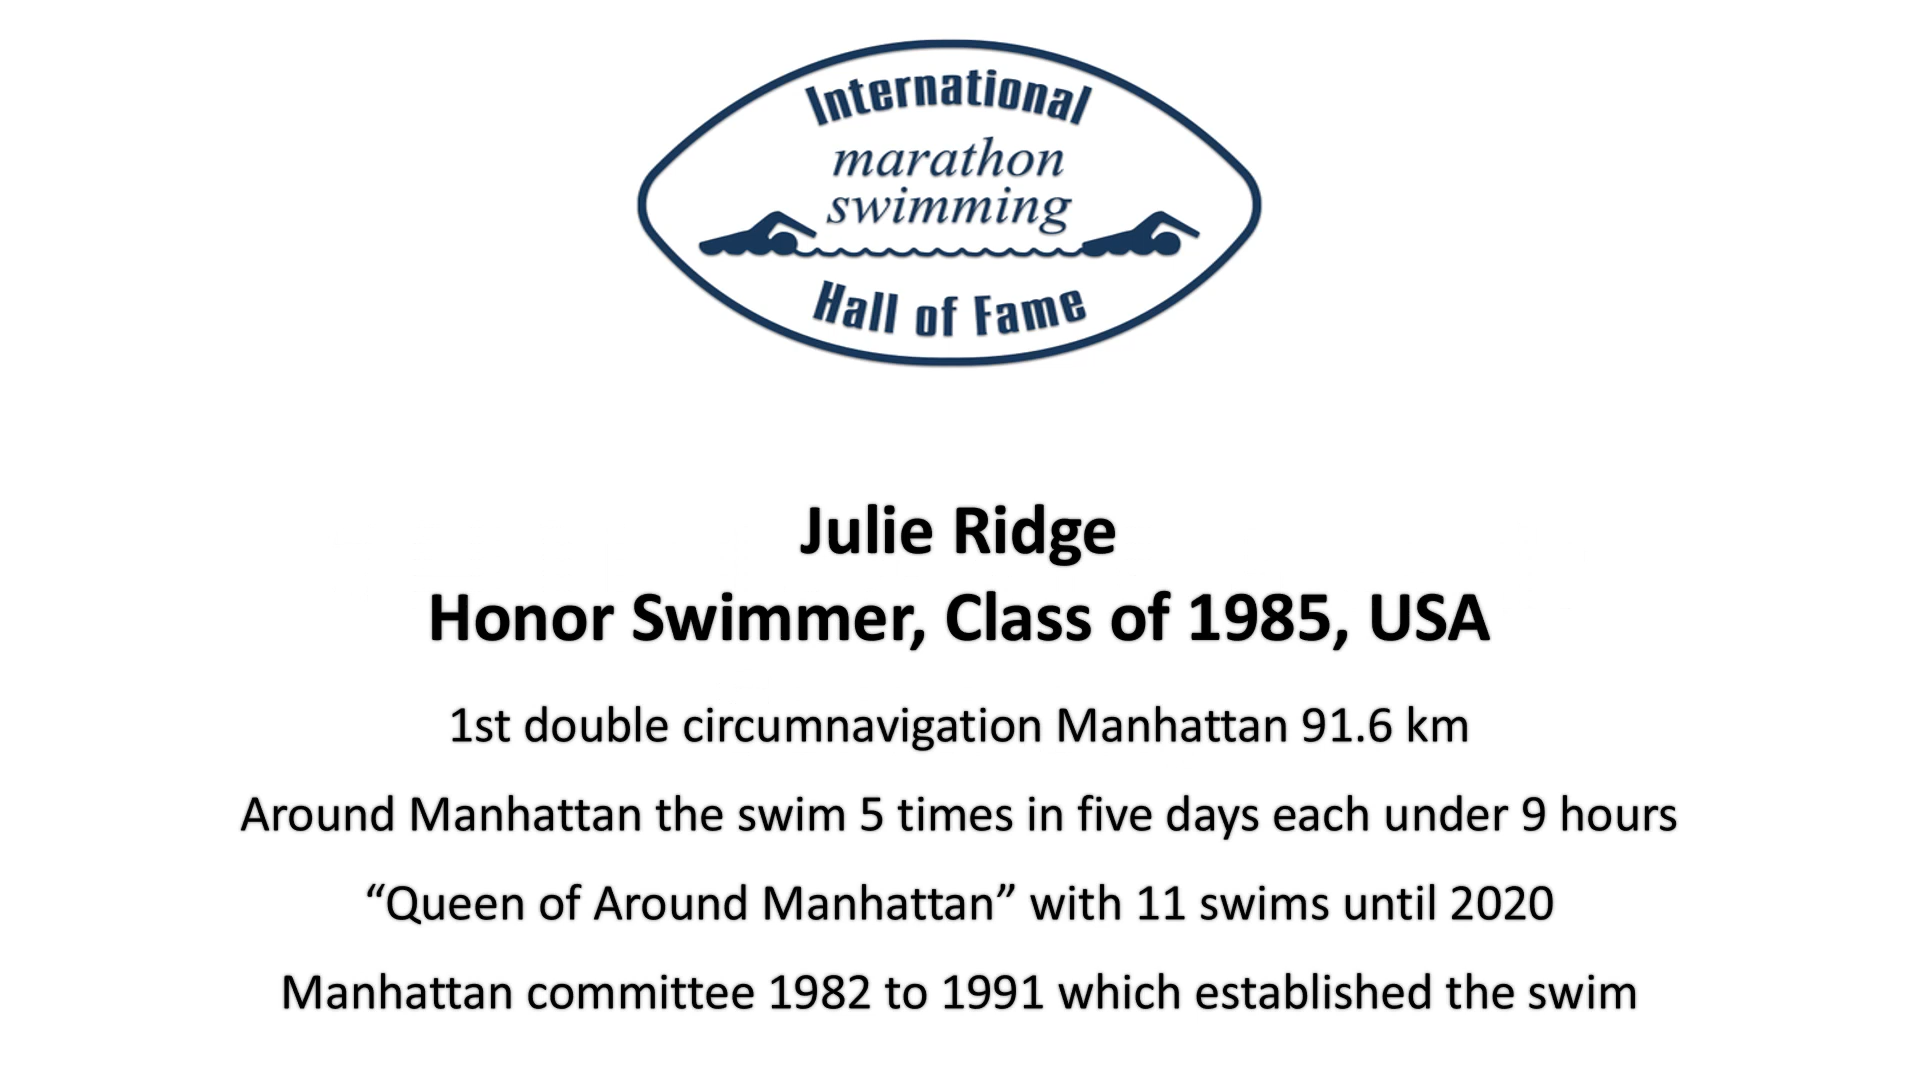 International
marathon
swimming
Hall of Fame
Julie Ridge
Honor Swimmer, Class of 1985, USA
1st double circumnavigation Manhattan 91.6 km
Around Manhattan the swim 5 times in five days each under 9 hours
“Queen of Around Manhattan” with 11 swims until 2020
Manhattan committee 1982 to 1991 which established the swim